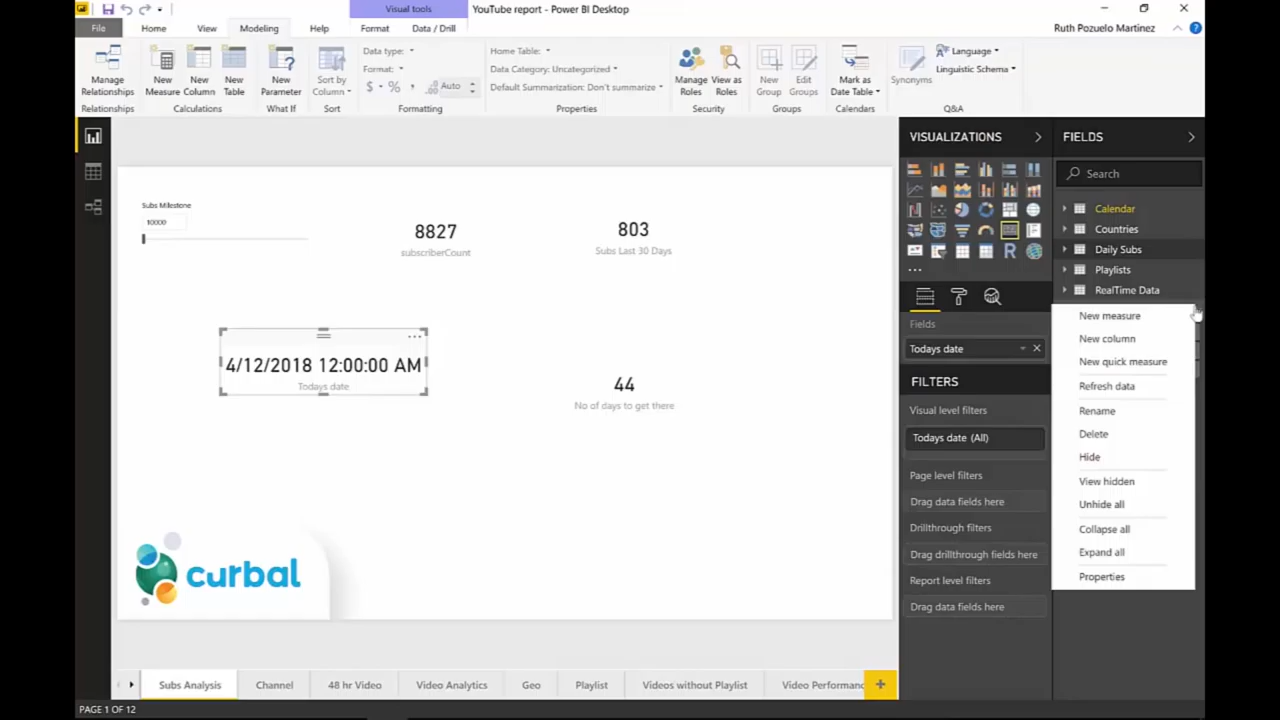 Visual tools
YouTube report - Power BI Desktop
File Home View Modeling Help Format Data / Drill
Ruth Pozuelo Martinez
Manage Relationships
New Measure
New Column
New Table
New Parameter
Sort by Column
Data type:
Format:
$ % , Auto
Home Table:
Data Category: Uncategorized
Default Summarization: Don't summarize
Manage Roles
View as Roles
New Group
Edit Groups
Mark as Date Table
Synonyms
Language
Linguistic Schema
Relationships Calculations What If Sort Formatting Properties Security Groups Calendars Q&A
Subs Milestone
10000
8827
subscriberCount
803
Subs Last 30 Days
4/12/2018 12:00:00 AM
Todays date
44
No of days to get there
curbal
VISUALIZATIONS
R
Fields
Todays date
FILTERS
Visual level filters
Todays date (All)
Page level filters
Drag data fields here
Drillthrough filters
Drag drillthrough fields here
Report level filters
Drag data fields here
FIELDS
Search
Calendar
Countries
Daily Subs
Playlists
RealTime Data
New measure
New column
New quick measure
Refresh data
Rename
Delete
Hide
View hidden
Unhide all
Collapse all
Expand all
Properties
Subs Analysis Channel 48 hr Video Video Analytics Geo Playlist Videos without Playlist Video Performanc
PAGE 1 OF 12